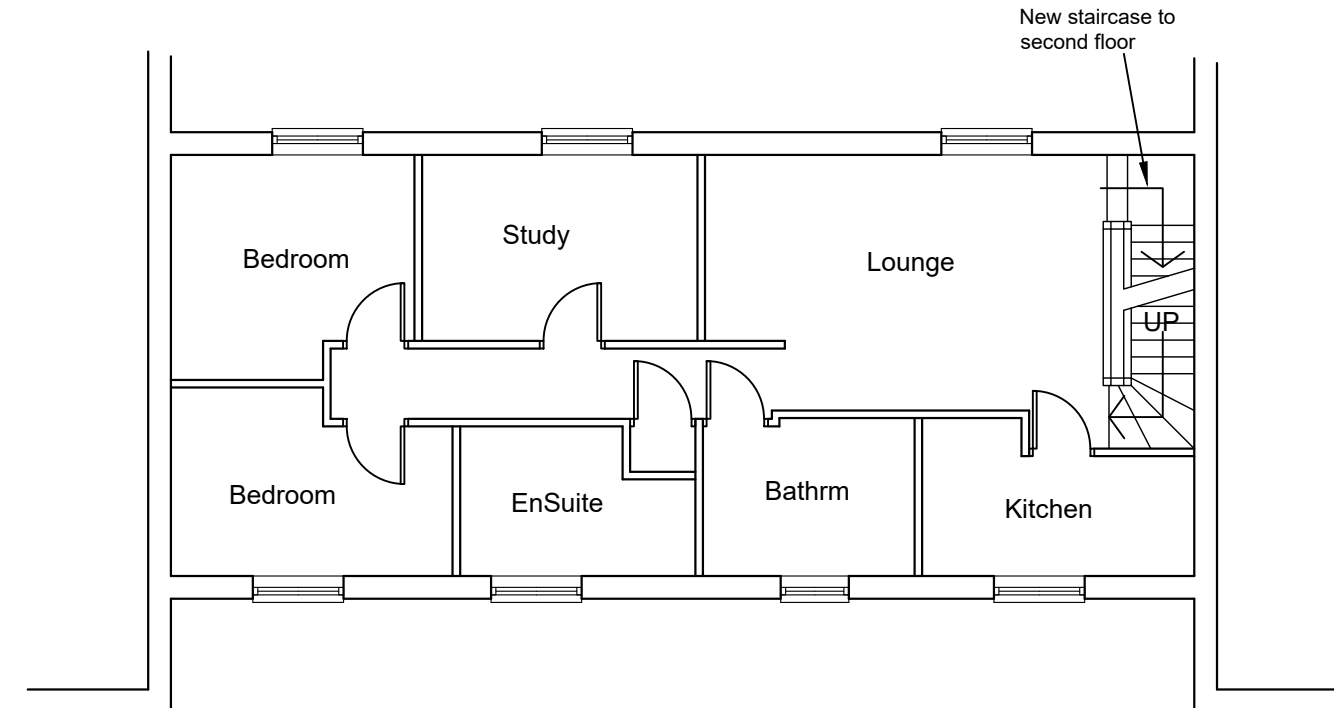 New staircase to
second floor
Bedroom
Study
Lounge
UP
Bedroom
EnSuite
Bathrm
Kitchen